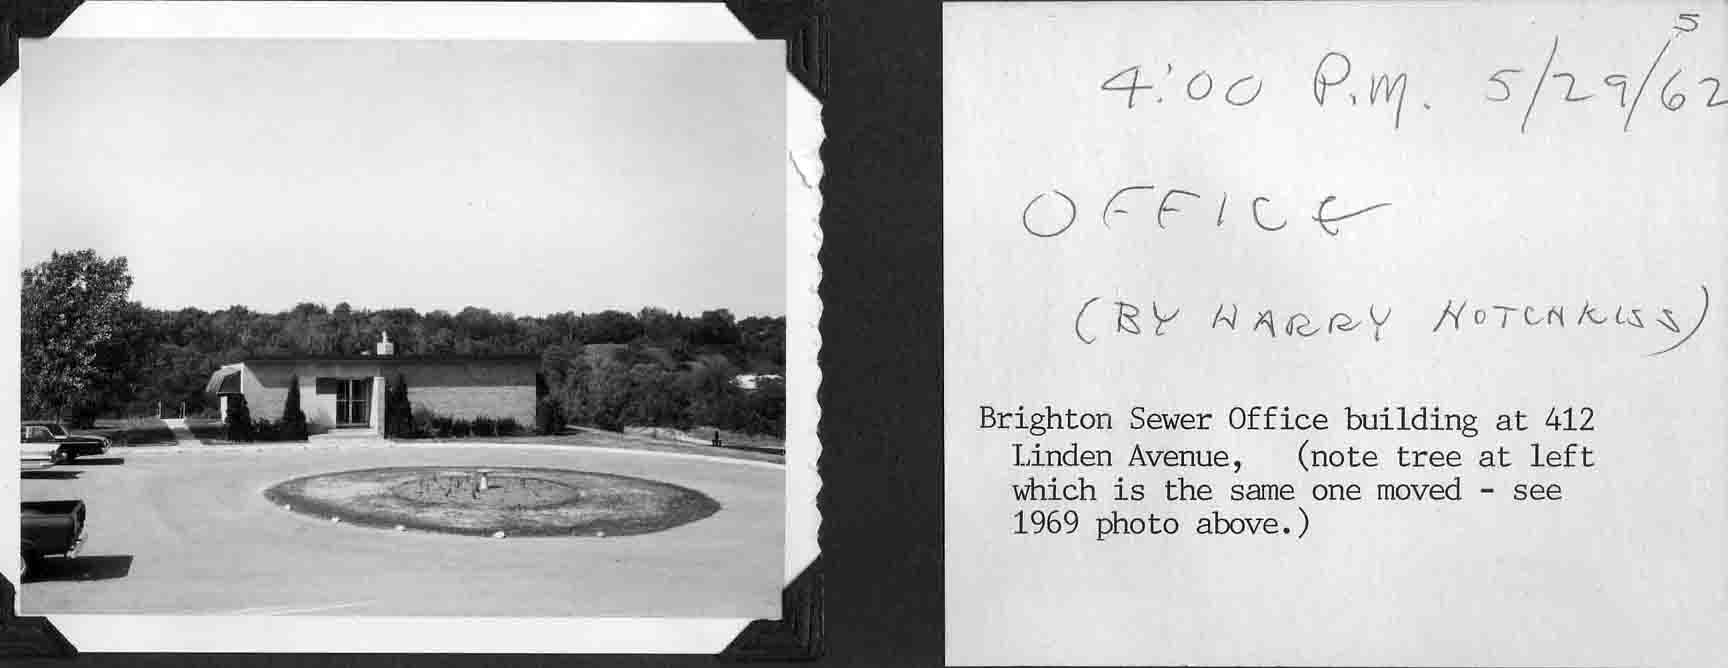 5
4:00 P.M. 5/29/62
OFFICE
(BY HARRY HOTCHKISS)
Brighton Sewer Office building at 412
Linden Avenue, (note tree at left
which is the same one moved - see
1969 photo above.)